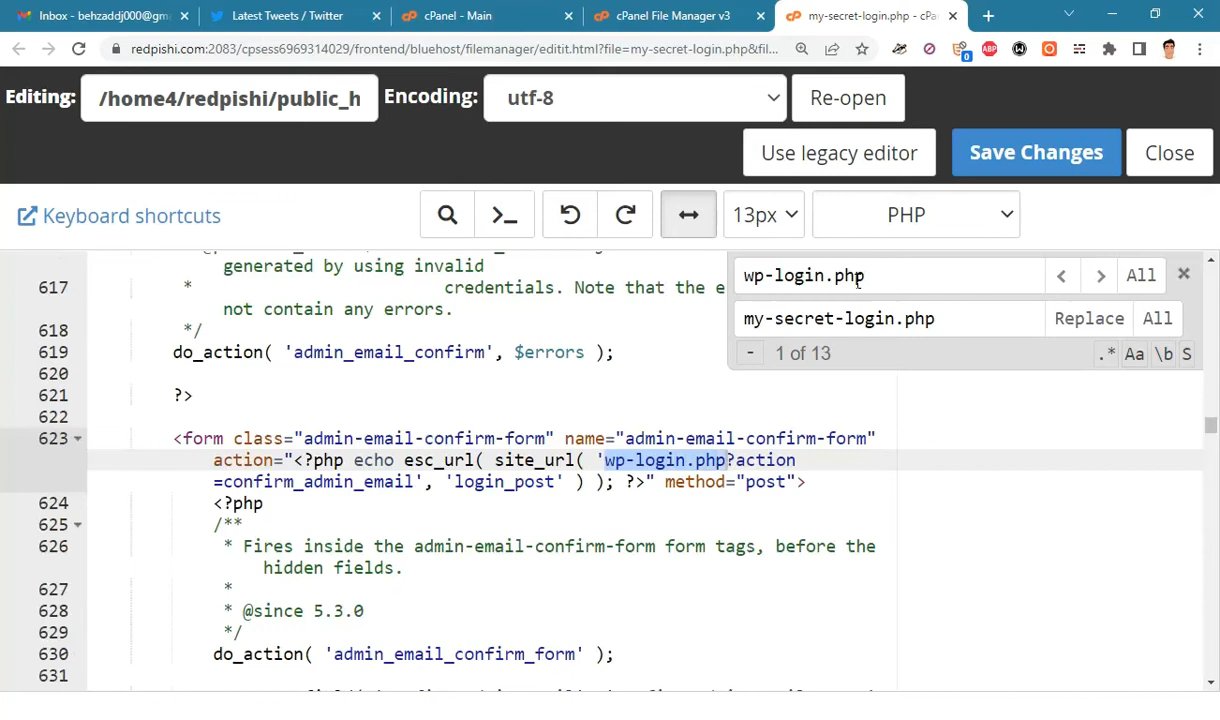 Inbox - behzaddj000@gm
Latest Tweets / Twitter
cPanel - Main
cPanel File Manager v3
my-secret-login.php - cPa
redpishi.com:2083/cpsess6969314029/frontend/bluehost/filemanager/editit.html?file=my-secret-login.php&fil...
ABP
0
Editing:
/home4/redpishi/public_h
Encoding:
utf-8
Re-open
Use legacy editor
Save Changes
Close
Keyboard shortcuts
13px
PHP
wp-login.php
All
my-secret-login.php
Replace
All
-
1 of 13
.*
Aa
\b
S
generated by using invalid
617 * credentials. Note that the e
not contain any errors.
618 */
619 do_action( 'admin_email_confirm', $errors );
620
621 ?>
622
623 <form class="admin-email-confirm-form" name="admin-email-confirm-form"
action="<?php echo esc_url( site_url( 'wp-login.php?action
=confirm_admin_email', 'login_post' ) ); ?>" method="post">
624 <?php
625 /**
626 * Fires inside the admin-email-confirm-form form tags, before the
hidden fields.
627 *
628 * @since 5.3.0
629 */
630 do_action( 'admin_email_confirm_form' );
631